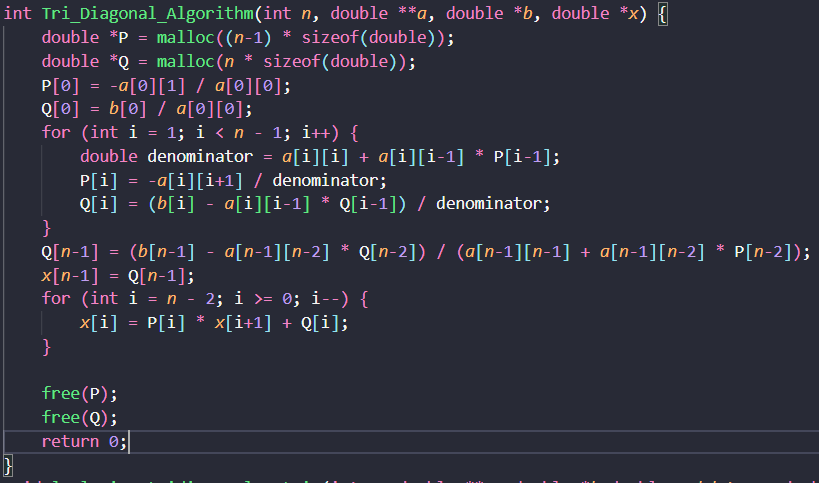 int Tri_Diagonal_Algorithm(int n, double **a, double *b, double *x) {
    double *P = malloc((n-1) * sizeof(double));
    double *Q = malloc(n * sizeof(double));
    P[0] = -a[0][1] / a[0][0];
    Q[0] = b[0] / a[0][0];
    for (int i = 1; i < n - 1; i++) {
        double denominator = a[i][i] + a[i][i-1] * P[i-1];
        P[i] = -a[i][i+1] / denominator;
        Q[i] = (b[i] - a[i][i-1] * Q[i-1]) / denominator;
    }
    Q[n-1] = (b[n-1] - a[n-1][n-2] * Q[n-2]) / (a[n-1][n-1] + a[n-1][n-2] * P[n-2]);
    x[n-1] = Q[n-1];
    for (int i = n - 2; i >= 0; i--) {
        x[i] = P[i] * x[i+1] + Q[i];
    }

    free(P);
    free(Q);
    return 0;
}